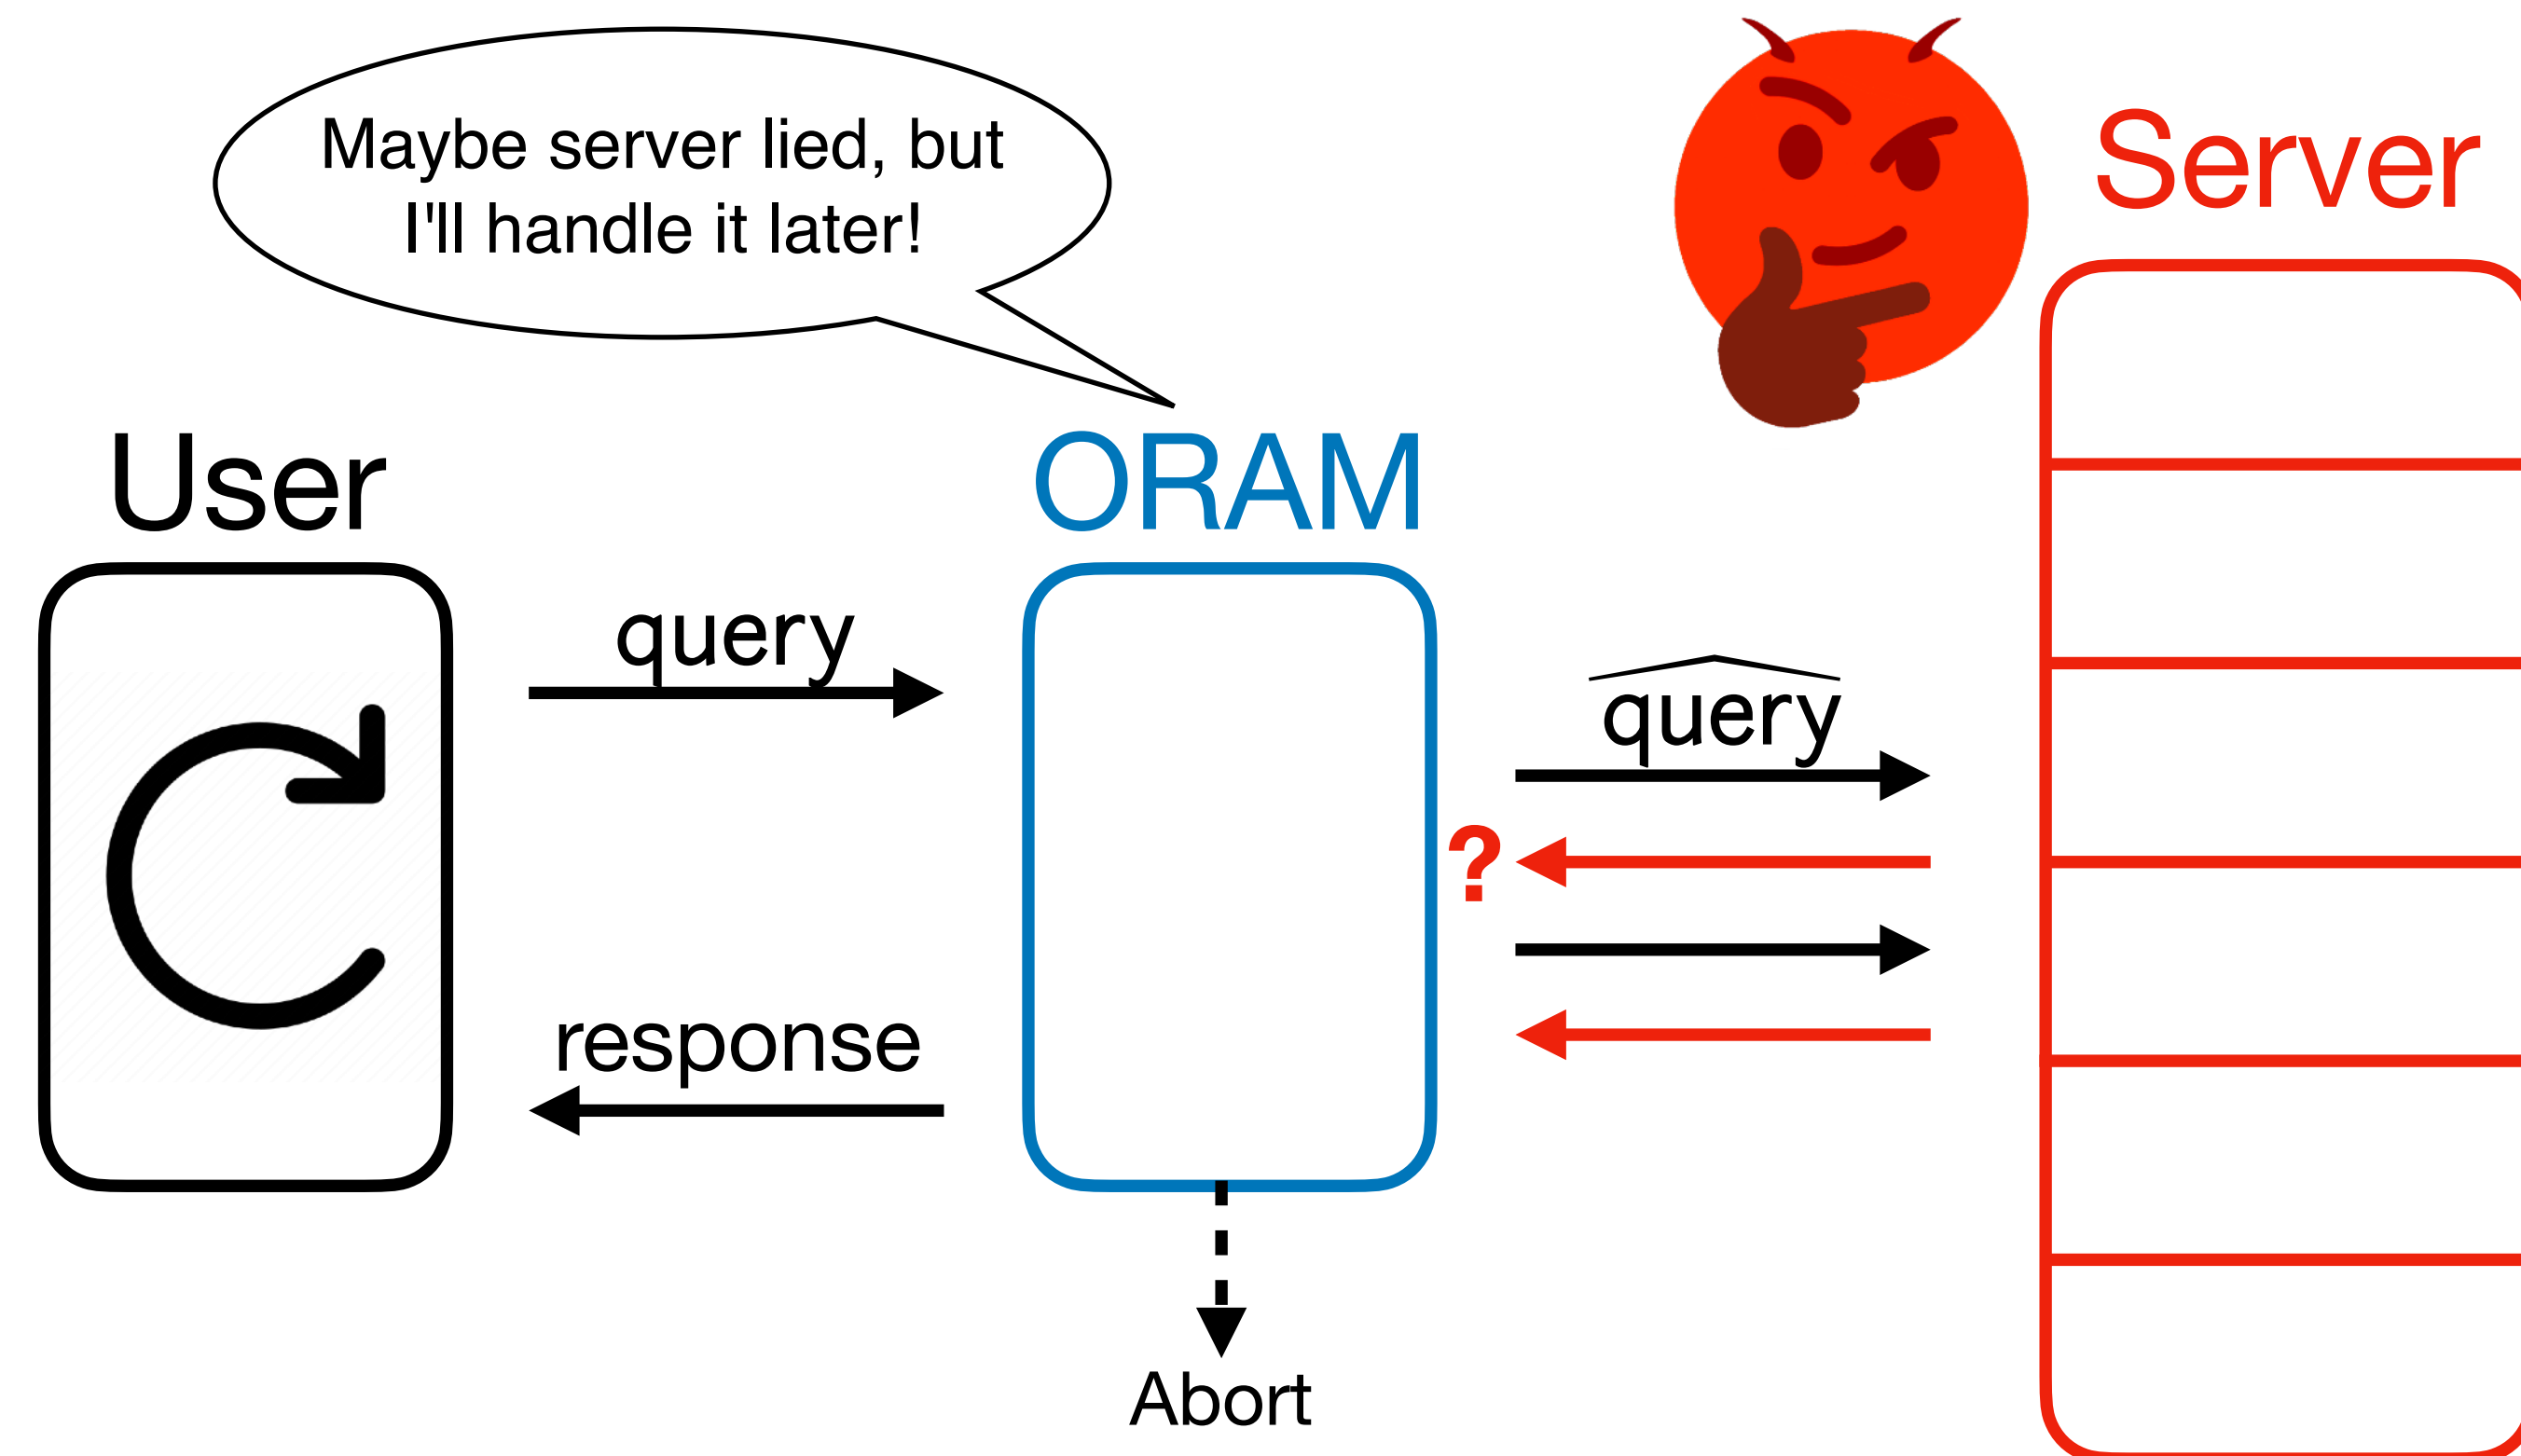 Maybe server lied, but
I'll handle it later!
Server
User
ORAM
query
query
?
response
Abort